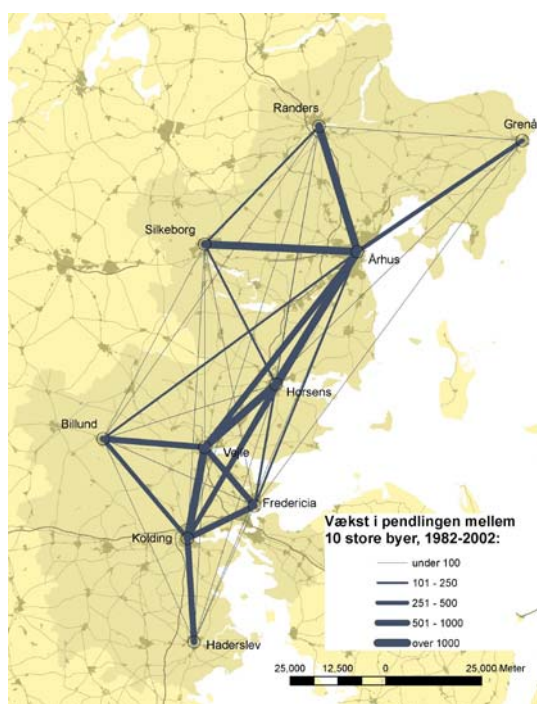 Randers
Grenå
Silkeborg
Århus
Horsens
Billund
Vejle
Fredericia
Kolding
Haderslev
Vækst i pendlingen mellem
10 store byer, 1982-2002:
under 100
101 - 250
251 - 500
501 - 1000
over 1000
25,000 12,500 0 25,000 Meter